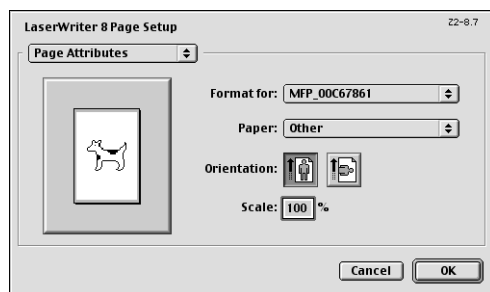 LaserWriter 8 Page Setup
Z2-8.7
Page Attributes
Format for: MFP_00C67861
Paper: Other
Orientation:
Scale: 100 %
Cancel OK